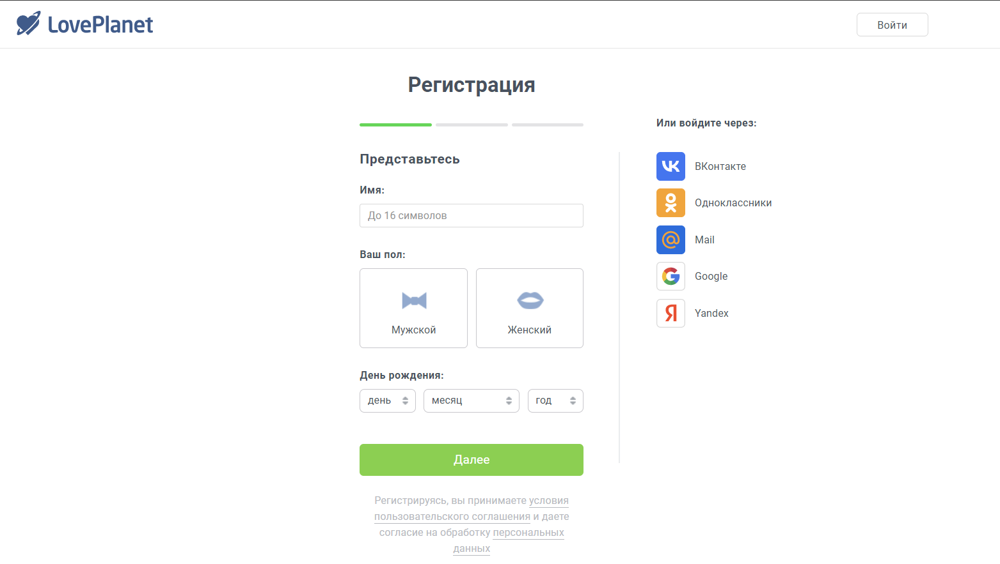 LovePlanet
Войти
Регистрация
Представьтесь
Имя:
До 16 символов
Ваш пол:
Мужской
Женский
День рождения:
день
месяц
год
Далее
Регистрируясь, вы принимаете условия
пользовательского соглашения и даете
согласие на обработку персональных
данных
Или войдите через:
ВКонтакте
Одноклассники
Mail
Google
Yandex